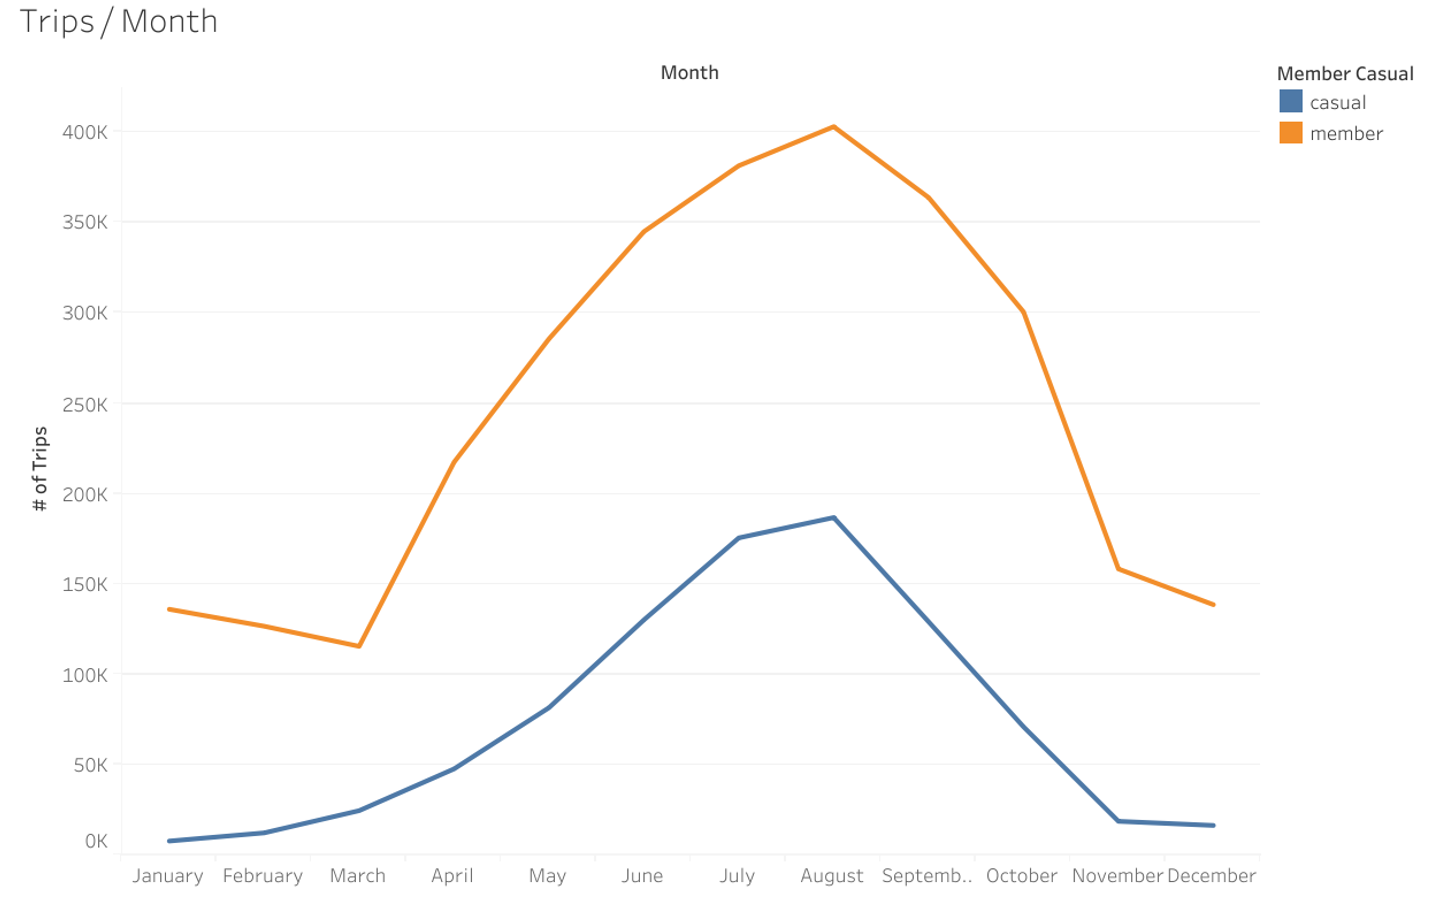 Trips / Month
Month
Member Casual
casual
member
400K
350K
300K
250K
200K
150K
100K
50K
0K
# of Trips
January February March April May June July August Septemb.. October November December